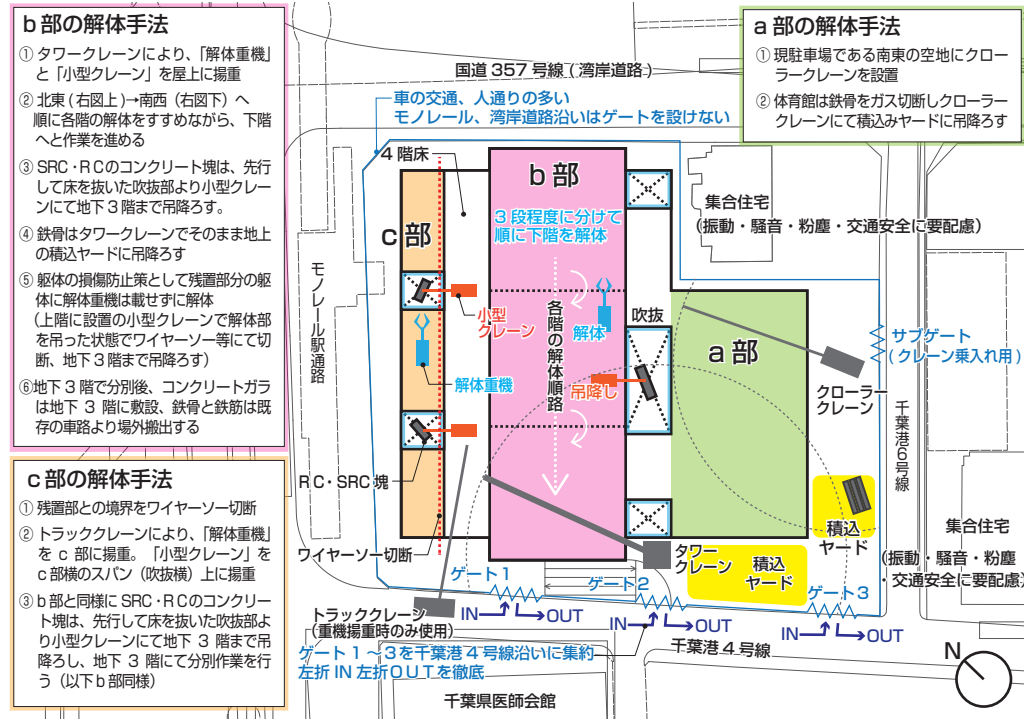 b部の解体手法
① タワークレーンにより、「解体重機」
と「小型クレーン」を屋上に揚重
② 北東(右図上)→南西(右図下)へ
順に各階の解体をすすめながら、下階
へと作業を進める
③ SRC・RCのコンクリート塊は、先行
して床を抜いた吹抜部より小型クレー
ンにて地下3階まで吊降ろす。
④ 鉄骨はタワークレーンでそのまま地上
の積込ヤードに吊降ろす
⑤ 躯体の損傷防止策として残置部分の躯
体に解体重機は載せずに解体
(上階に設置の小型クレーンで解体部
を吊った状態でワイヤーソー等にて切
断、地下3階まで吊降ろす)
⑥地下3階で分別後、コンクリートガラ
は地下 3 階に敷設、鉄骨と鉄筋は既
存の車路より場外搬出する
c部の解体手法
① 残置部との境界をワイヤーソー切断
② トラッククレーンにより、「解体重機」
を c 部に揚重。「小型クレーン」を
c部横のスパン(吹抜横)上に揚重
③ b部と同様にSRC・RCのコンクリー
ト塊は、先行して床を抜いた吹抜部よ
り小型クレーンにて地下 3 階まで吊
降ろし、地下 3 階にて分別作業を行
う(以下b部同様)
a部の解体手法
① 現駐車場である南東の空地にクロー
ラークレーンを設置
② 体育館は鉄骨をガス切断しクローラー
クレーンにて積込みヤードに吊降ろす
国道357号線(湾岸道路)
車の交通、人通りの多い
モノレール、湾岸道路沿いはゲートを設けない
4階床
b部
3段程度に分けて
順に下階を解体
c部
集合住宅
(振動・騒音・粉塵・交通安全に要配慮)
モノレール駅通路
小型
クレーン
解体
各階の解体順路
吹抜
a部
サブゲート
(クレーン乗入れ用)
解体重機
吊降し
クローラー
クレーン
千葉港6号線
RC・SRC塊
ワイヤーソー切断
タワー
クレーン
積込
ヤード
積込
ヤード
集合住宅
(振動・騒音・粉塵
・交通安全に要配慮)
ゲート1
ゲート2
ゲート3
トラッククレーン
(重機揚重時のみ使用)
IN
OUT
IN
OUT
IN
OUT
ゲート1~3を千葉港4号線沿いに集約
左折IN左折OUTを徹底
千葉港4号線
千葉県医師会館
N